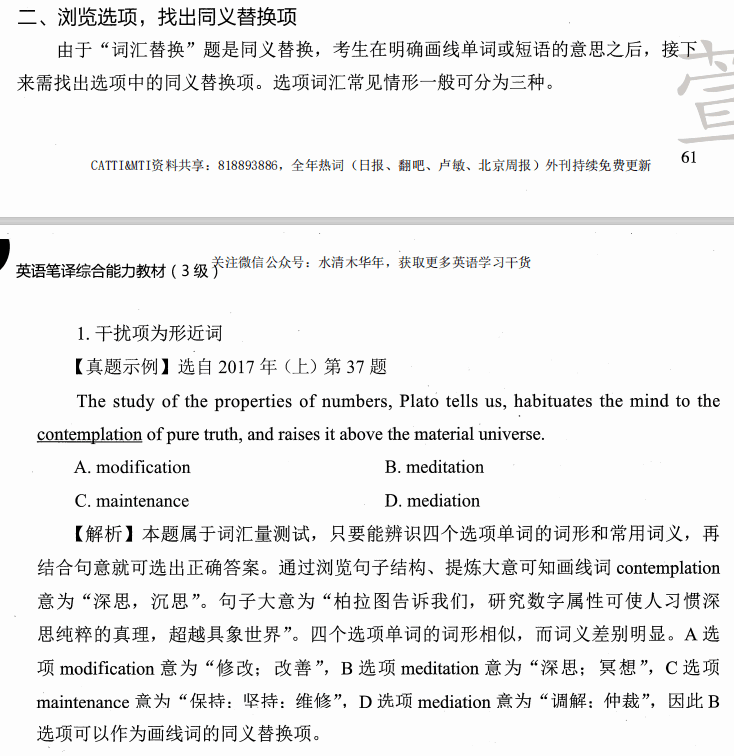 二、浏览选项，找出同义替换项
由于“词汇替换”题是同义替换，考生在明确画线单词或短语的意思之后，接下
来需找出选项中的同义替换项。选项词汇常见情形一般可分为三种。
萱
CATTI&MTI资料共享：818893886，全年热词（日报、翻吧、卢敏、北京周报）外刊持续免费更新
61
关注微信公众号：水清木华年，获取更多英语学习干货
英语笔译综合能力教材（3 级）
1. 干扰项为形近词
【真题示例】选自 2017 年（上）第 37 题
The study of the properties of numbers, Plato tells us, habituates the mind to the
contemplation of pure truth, and raises it above the material universe.
A. modification B. meditation
C. maintenance D. mediation
【解析】本题属于词汇量测试，只要能辨识四个选项单词的词形和常用词义，再
结合句意就可选出正确答案。通过浏览句子结构、提炼大意可知画线词 contemplation
意为“深思，沉思”。句子大意为“柏拉图告诉我们，研究数字属性可使人习惯深
思纯粹的真理，超越具象世界”。四个选项单词的词形相似，而词义差别明显。A 选
项 modification 意为“修改；改善”，B 选项 meditation 意为“深思；冥想”，C 选项
maintenance 意为“保持；坚持；维修”，D 选项 mediation 意为“调解；仲裁”，因此 B
选项可以作为画线词的同义替换项。